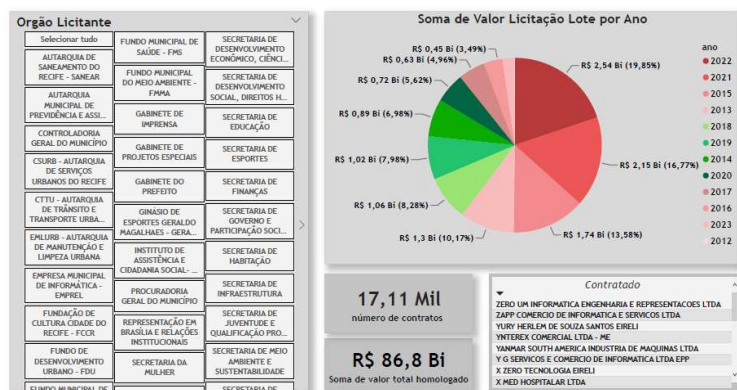 Orgão Licitante
Selecionar tudo
AUTARQUIA DE
SANEAMENTO DO
RECIFE - SANEAR
AUTARQUIA
MUNICIPAL DE
PREVIDÊNCIA E ASSI...
CONTROLADORIA
GERAL DO MUNICÍPIO
CSURB - AUTARQUIA
DE SERVIÇOS
URBANOS DO RECIFE
CTTU - AUTARQUIA
DE TRÂNSITO E
TRANSPORTE URBA...
EMLURB - AUTARQUIA
DE MANUTENÇÃO E
LIMPEZA URBANA
EMPRESA MUNICIPAL
DE INFORMÁTICA -
EMPREL
FUNDAÇÃO DE
CULTURA CIDADE DO
RECIFE - FCCR
FUNDO DE
DESENVOLVIMENTO
URBANO - FDU
FUNDO MUNICIPAL DE
FUNDO MUNICIPAL DE
SAÚDE - FMS
FUNDO MUNICIPAL
DO MEIO AMBIENTE -
FMMA
GABINETE DE
IMPRENSA
GABINETE DE
PROJETOS ESPECIAIS
GABINETE DO
PREFEITO
GINÁSIO DE
ESPORTES GERALDO
MAGALHAES - GERA...
INSTITUTO DE
ASSISTÊNCIA E
CIDADANIA SOCIAL- ...
PROCURADORIA
GERAL DO MUNICÍPIO
REPRESENTAÇÃO EM
BRASÍLIA E RELAÇÕES
INSTITUCIONAIS
SECRETARIA DA
MULHER
SECRETARIA DE
DESENVOLVIMENTO
ECONÔMICO, CIÊNCI...
SECRETARIA DE
DESENVOLVIMENTO
SOCIAL, DIREITOS H...
SECRETARIA DE
EDUCAÇÃO
SECRETARIA DE
ESPORTES
SECRETARIA DE
FINANÇAS
SECRETARIA DE
GOVERNO E
PARTICIPAÇÃO SOCI...
SECRETARIA DE
HABITAÇÃO
SECRETARIA DE
INFRAESTRUTURA
SECRETARIA DE
JUVENTUDE E
QUALIFICAÇÃO PRO...
SECRETARIA DE MEIO
AMBIENTE E
SUSTENTABILIDADE
SECRETARIA DE
Soma de Valor Licitação Lote por Ano
R$ 0,45 Bi (3,49%)
R$ 0,63 Bi (4,96%)
R$ 0,72 Bi (5,62%)
R$ 0,89 Bi (6,98%)
R$ 1,02 Bi (7,98%)
R$ 1,06 Bi (8,28%)
R$ 1,3 Bi (10,17%)
R$ 2,54 Bi (19,85%)
R$ 2,15 Bi (16,77%)
R$ 1,74 Bi (13,58%)
ano
2022
2021
2015
2013
2018
2019
2014
2020
2017
2016
2023
2012
17,11 Mil
número de contratos
R$ 86,8 Bi
Soma de valor total homologado
Contratado
ZERO UM INFORMATICA ENGENHARIA E REPRESENTACOES LTDA
ZAPP COMERCIO DE INFORMATICA E SERVICOS LTDA
YURY HERLEM DE SOUZA SANTOS EIRELI
YNTEREX COMERCIAL LTDA - ME
YANMAR SOUTH AMERICA INDUSTRIA DE MAQUINAS LTDA
Y G SERVICOS E COMERCIO DE INFORMATICA LTDA EPP
X ZERO TECNOLOGIA EIRELI
X MED HOSPITALAR LTDA